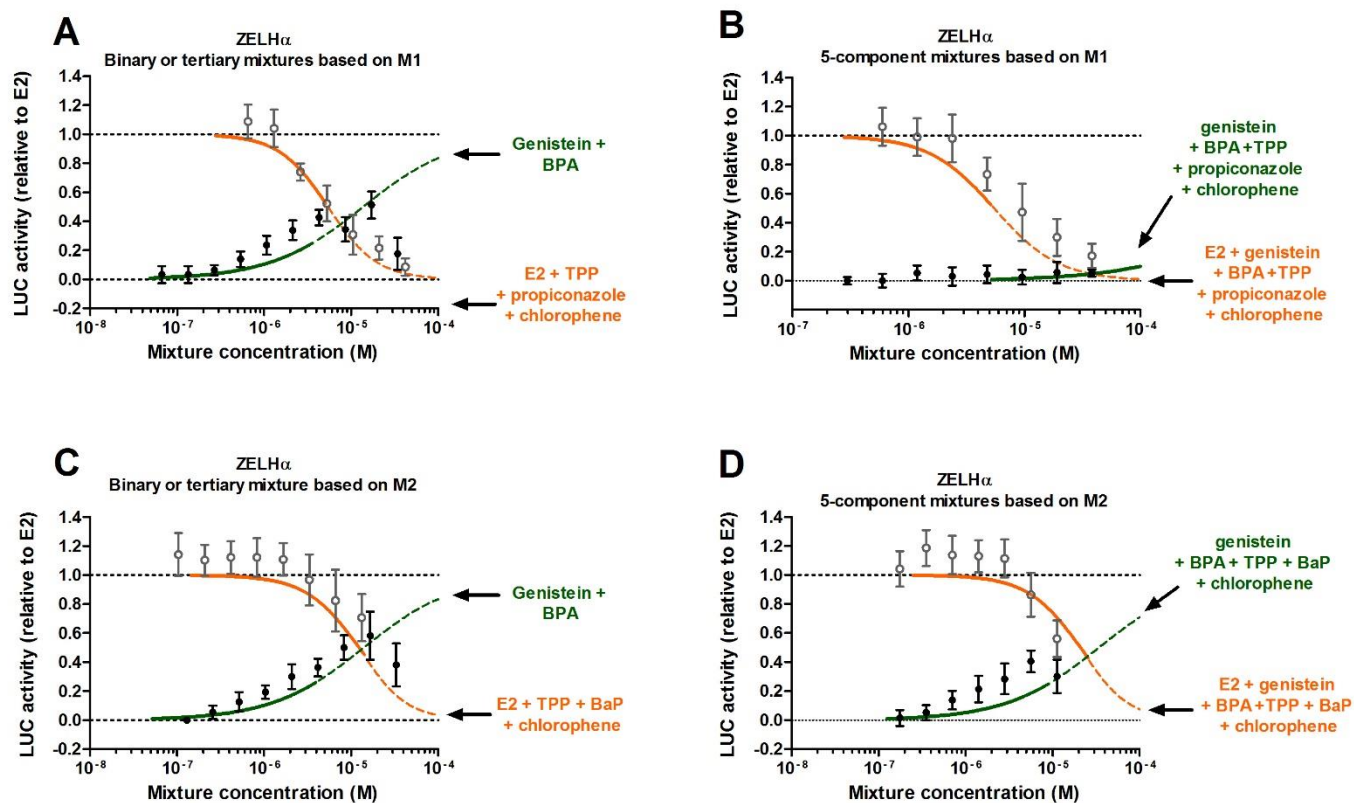 A
ZELHα
Binary or tertiary mixtures based on M1
LUC activity (relative to E2)
1.4
1.2
1.0
0.8
0.6
0.4
0.2
0.0
-0.2
10-8
10-7
10-6
10-5
10-4
Mixture concentration (M)
Genistein +
BPA
E2 + TPP
+ propiconazole
+ chlorophene
B
ZELHα
5-component mixtures based on M1
LUC activity (relative to E2)
1.4
1.2
1.0
0.8
0.6
0.4
0.2
0.0
-0.2
10-7
10-6
10-5
10-4
Mixture concentration (M)
genistein
+ BPA +TPP
+ propiconazole
+ chlorophene
E2 + genistein
+ BPA +TPP
+ propiconazole
+ chlorophene
C
ZELHα
Binary or tertiary mixture based on M2
LUC activity (relative to E2)
1.4
1.2
1.0
0.8
0.6
0.4
0.2
0.0
-0.2
10-8
10-7
10-6
10-5
10-4
Mixture concentration (M)
Genistein +
BPA
E2 + TPP + BaP
+ chlorophene
D
ZELHα
5-component mixtures based on M2
LUC activity (relative to E2)
1.4
1.2
1.0
0.8
0.6
0.4
0.2
0.0
-0.2
10-7
10-6
10-5
10-4
Mixture concentration (M)
genistein
+ BPA + TPP + BaP
+ chlorophene
E2 + genistein
+ BPA +TPP + BaP
+ chlorophene